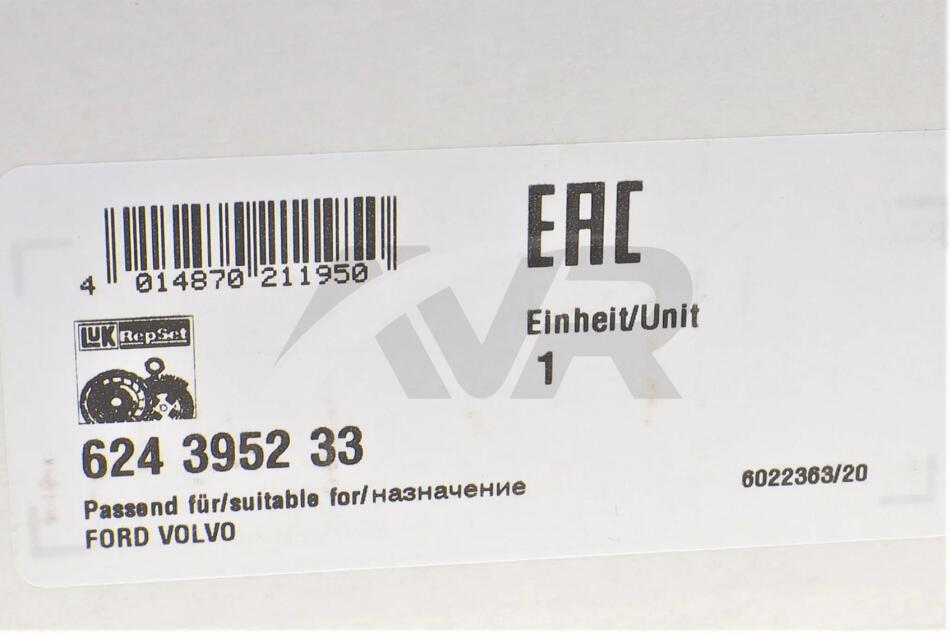 4 014870 211950
EAC
Einheit/Unit
1
LuK RepSet
624 3952 33
Passend für/suitable for/назначение
FORD VOLVO
6022363/20
VR